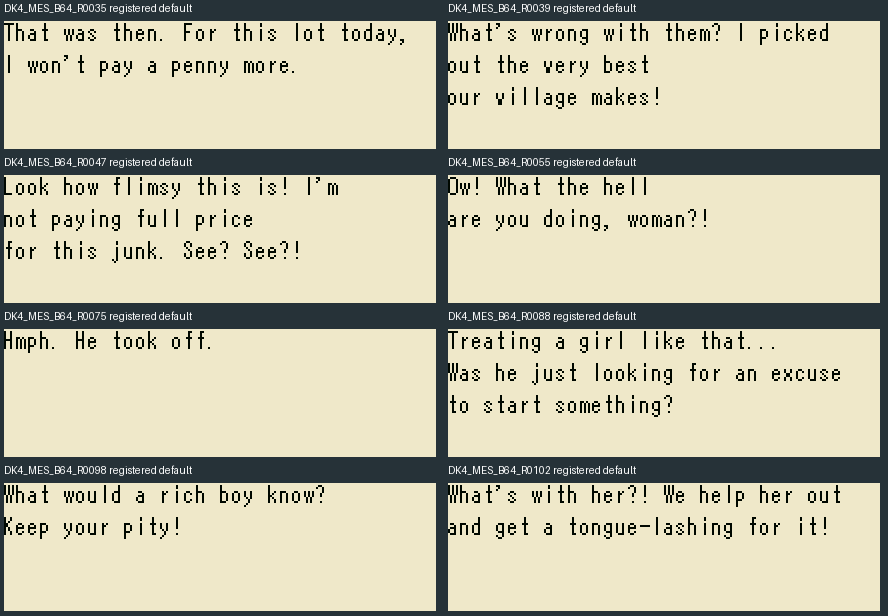 DK4_MES_B64_R0035 registered default
That was then. For this lot today,
I won't pay a penny more.
DK4_MES_B64_R0039 registered default
What's wrong with them? I picked
out the very best
our village makes!
DK4_MES_B64_R0047 registered default
Look how flimsy this is! I'm
not paying full price
for this junk. See? See?!
DK4_MES_B64_R0055 registered default
Ow! What the hell
are you doing, woman?!
DK4_MES_B64_R0075 registered default
Hmph. He took off.
DK4_MES_B64_R0088 registered default
Treating a girl like that...
Was he just looking for an excuse
to start something?
DK4_MES_B64_R0098 registered default
What would a rich boy know?
Keep your pity!
DK4_MES_B64_R0102 registered default
What's with her?! We help her out
and get a tongue-lashing for it!